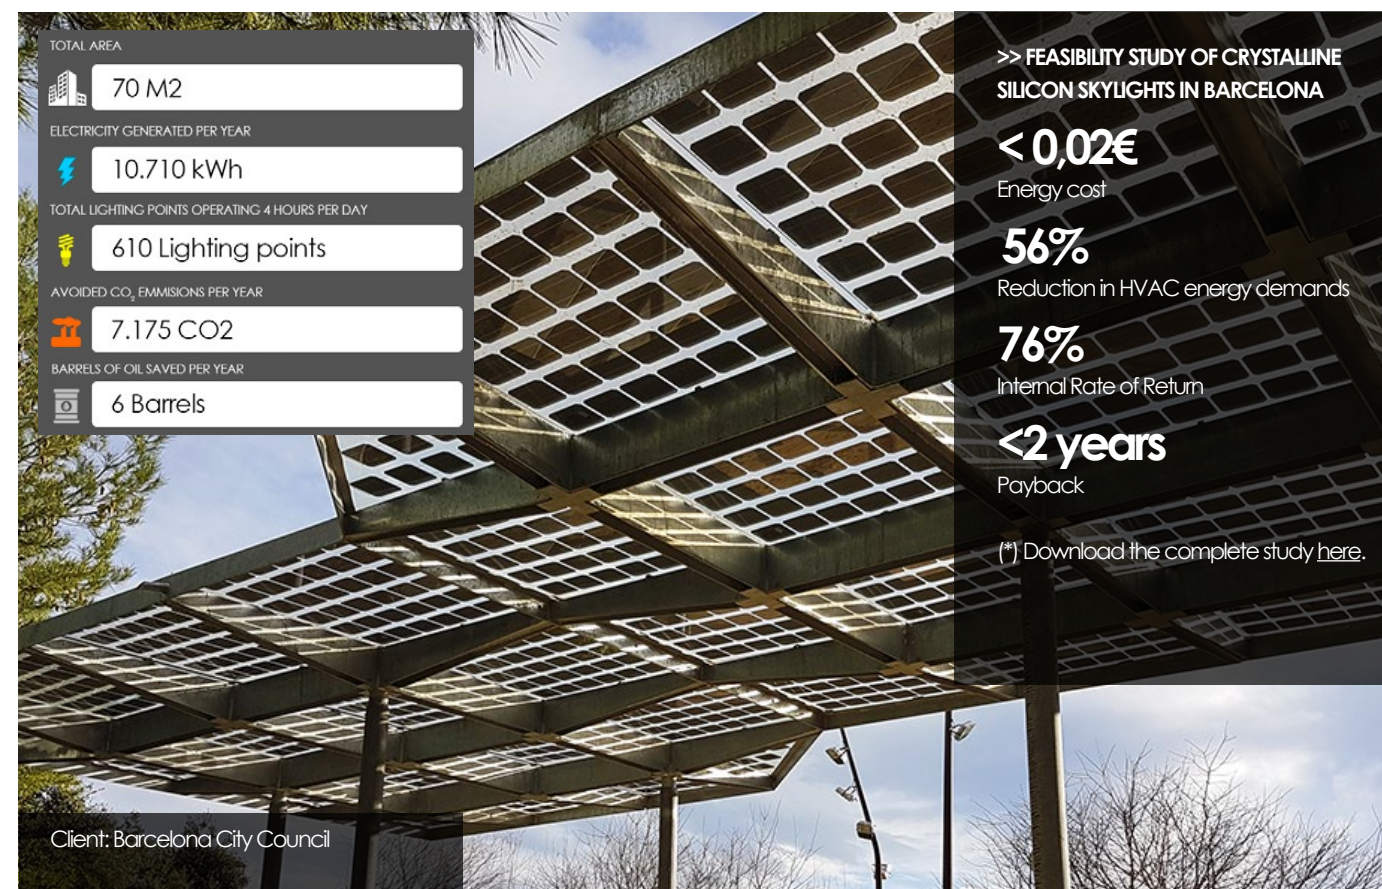 TOTAL AREA
70 M2
ELECTRICITY GENERATED PER YEAR
10.710 kWh
TOTAL LIGHTING POINTS OPERATING 4 HOURS PER DAY
610 Lighting points
AVOIDED CO₂ EMMISIONS PER YEAR
7.175 CO2
BARRELS OF OIL SAVED PER YEAR
6 Barrels
>> FEASIBILITY STUDY OF CRYSTALLINE
SILICON SKYLIGHTS IN BARCELONA
< 0,02€
Energy cost
56%
Reduction in HVAC energy demands
76%
Internal Rate of Return
<2 years
Payback
(*) Download the complete study here.
Client: Barcelona City Council